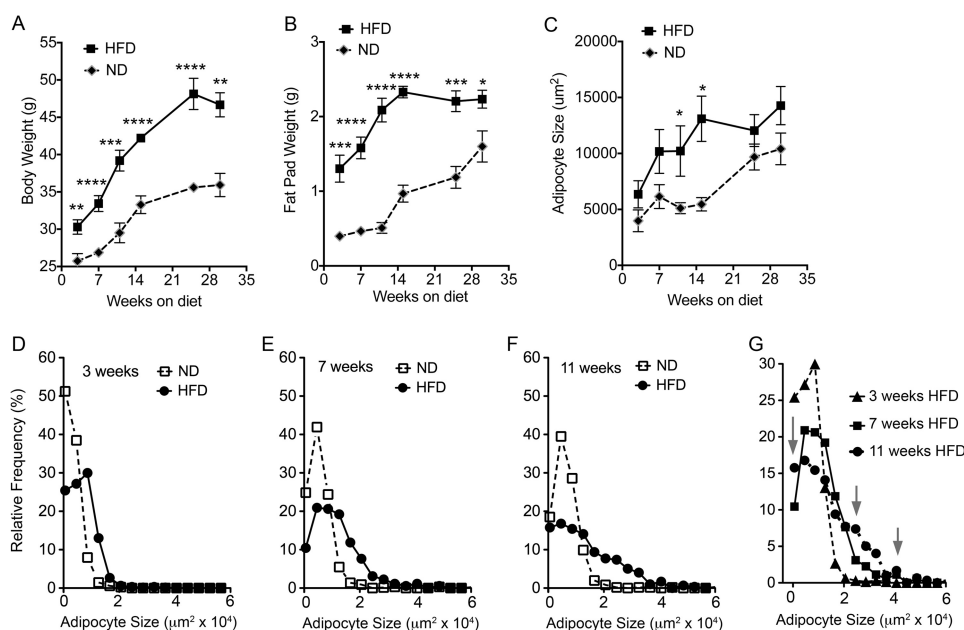 A
HFD
ND
Body Weight (g)
50
45
40
35
30
25
**
****
***
****
****
**
0 7 14 21 28 35
Weeks on diet
B
HFD
ND
Fat Pad Weight (g)
3
2
1
0
***
****
****
****
***
*
0 7 14 21 28 35
Weeks on diet
C
HFD
ND
Adipocyte Size (um²)
20000
15000
10000
5000
0
*
*
0 7 14 21 28 35
Weeks on diet
D
3 weeks
ND
HFD
Relative Frequency (%)
60
50
40
30
20
10
0
0 2 4 6
Adipocyte Size (µm² x 10⁴)
E
7 weeks
ND
HFD
60
50
40
30
20
10
0
0 2 4 6
Adipocyte Size (µm² x 10⁴)
F
11 weeks
ND
HFD
60
50
40
30
20
10
0
0 2 4 6
Adipocyte Size (µm² x 10⁴)
G
3 weeks HFD
7 weeks HFD
11 weeks HFD
30
25
20
15
10
5
0
0 2 4 6
Adipocyte Size (µm² x 10⁴)